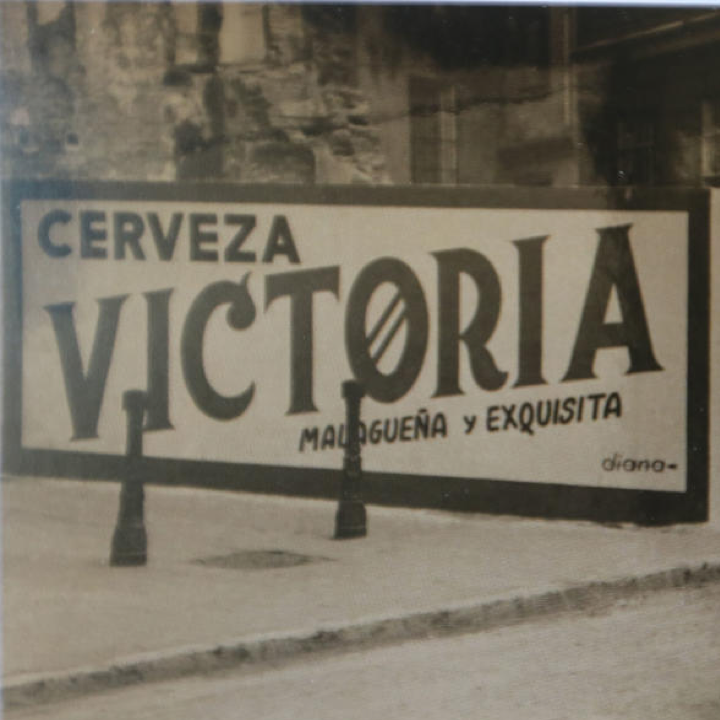 CERVEZA
VICTORIA
MALAGUEÑA y EXQUISITA
diana-